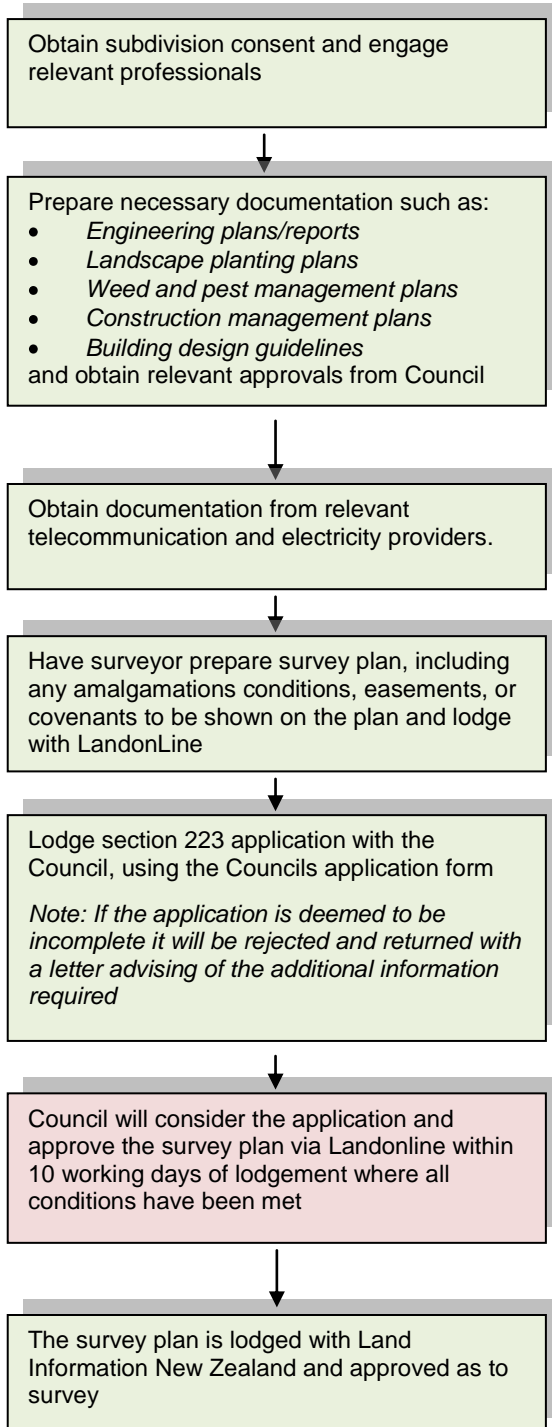 Obtain subdivision consent and engage
relevant professionals
Prepare necessary documentation such as:
• Engineering plans/reports
• Landscape planting plans
• Weed and pest management plans
• Construction management plans
• Building design guidelines
and obtain relevant approvals from Council
Obtain documentation from relevant
telecommunication and electricity providers.
Have surveyor prepare survey plan, including
any amalgamations conditions, easements, or
covenants to be shown on the plan and lodge
with LandonLine
Lodge section 223 application with the
Council, using the Councils application form
Note: If the application is deemed to be
incomplete it will be rejected and returned with
a letter advising of the additional information
required
Council will consider the application and
approve the survey plan via Landonline within
10 working days of lodgement where all
conditions have been met
The survey plan is lodged with Land
Information New Zealand and approved as to
survey